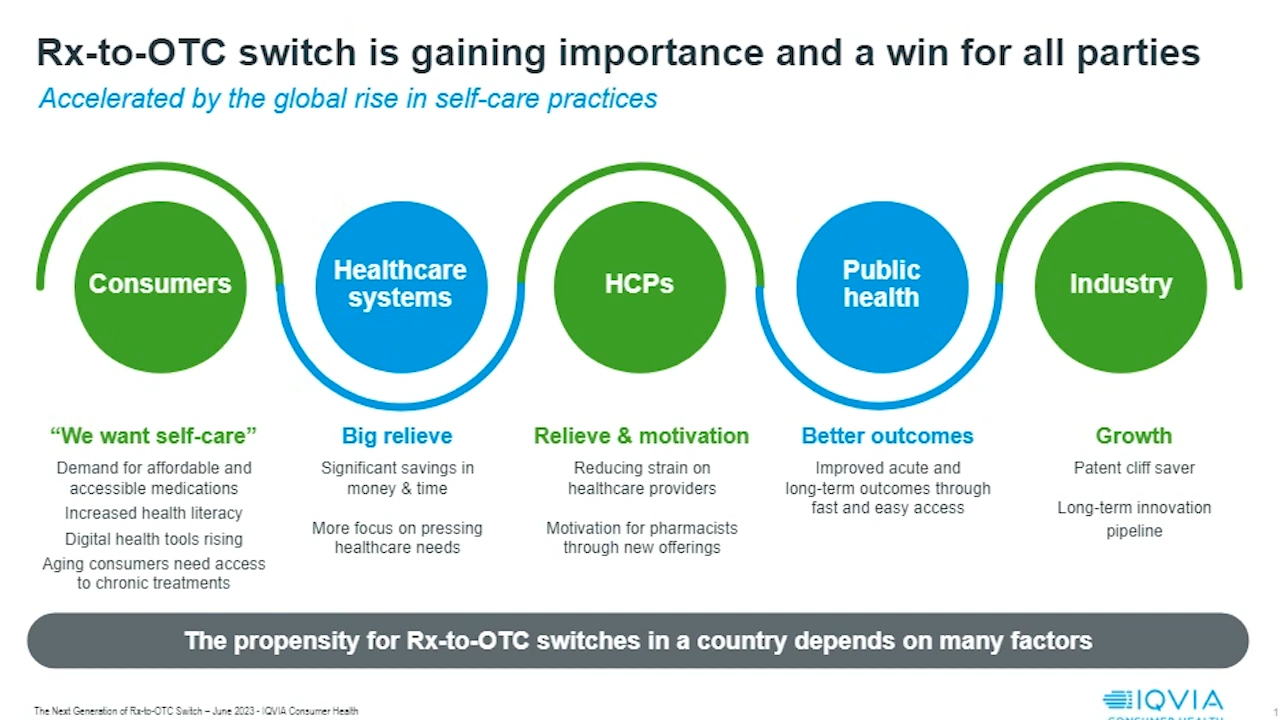 Rx-to-OTC switch is gaining importance and a win for all parties
Accelerated by the global rise in self-care practices
Consumers
Healthcare
systems
HCPs
Public
health
Industry
“We want self-care”
Demand for affordable and
accessible medications
Increased health literacy
Digital health tools rising
Aging consumers need access
to chronic treatments
Big relieve
Significant savings in
money & time
More focus on pressing
healthcare needs
Relieve & motivation
Reducing strain on
healthcare providers
Motivation for pharmacists
through new offerings
Better outcomes
Improved acute and
long-term outcomes through
fast and easy access
Growth
Patent cliff saver
Long-term innovation
pipeline
The propensity for Rx-to-OTC switches in a country depends on many factors
The Next Generation of Rx-to-OTC Switch – June 2023 - IQVIA Consumer Health
IQVIA
CONSUMER HEALTH
1